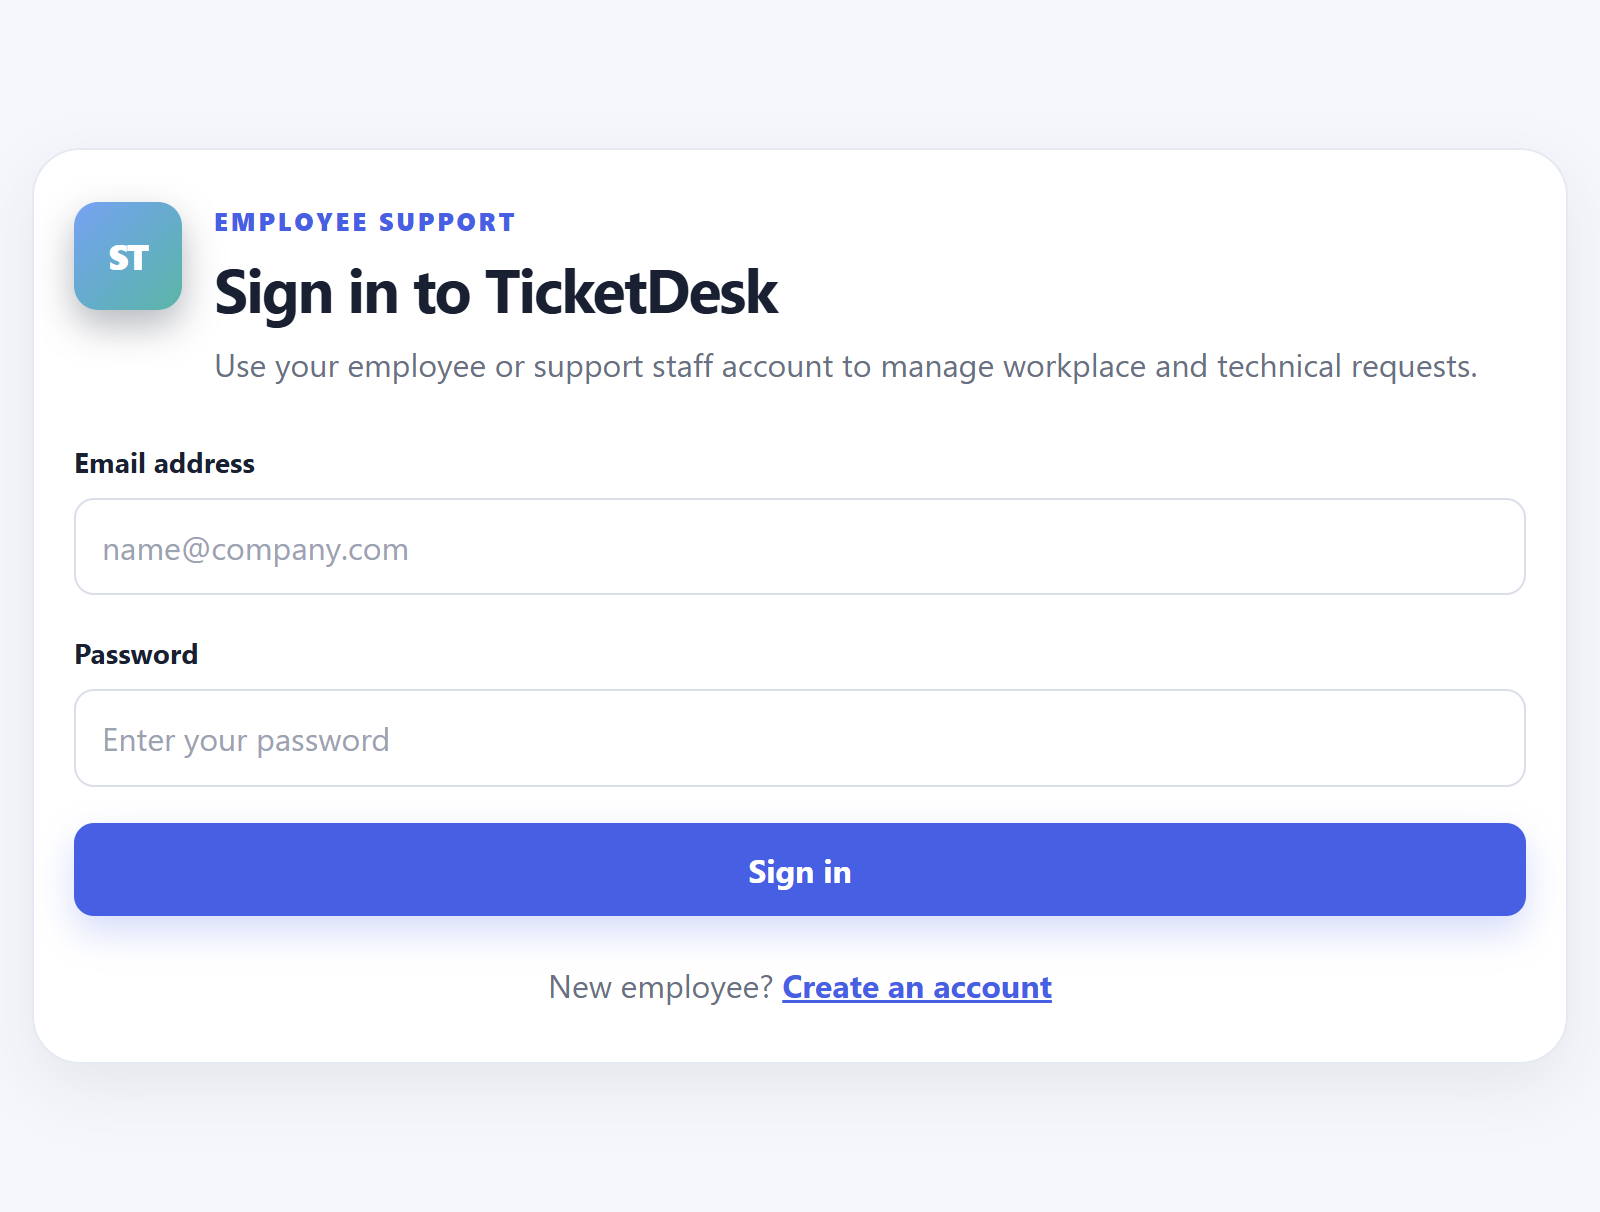 ST
EMPLOYEE SUPPORT
Sign in to TicketDesk
Use your employee or support staff account to manage workplace and technical requests.
Email address
name@company.com
Password
Enter your password
Sign in
New employee? Create an account